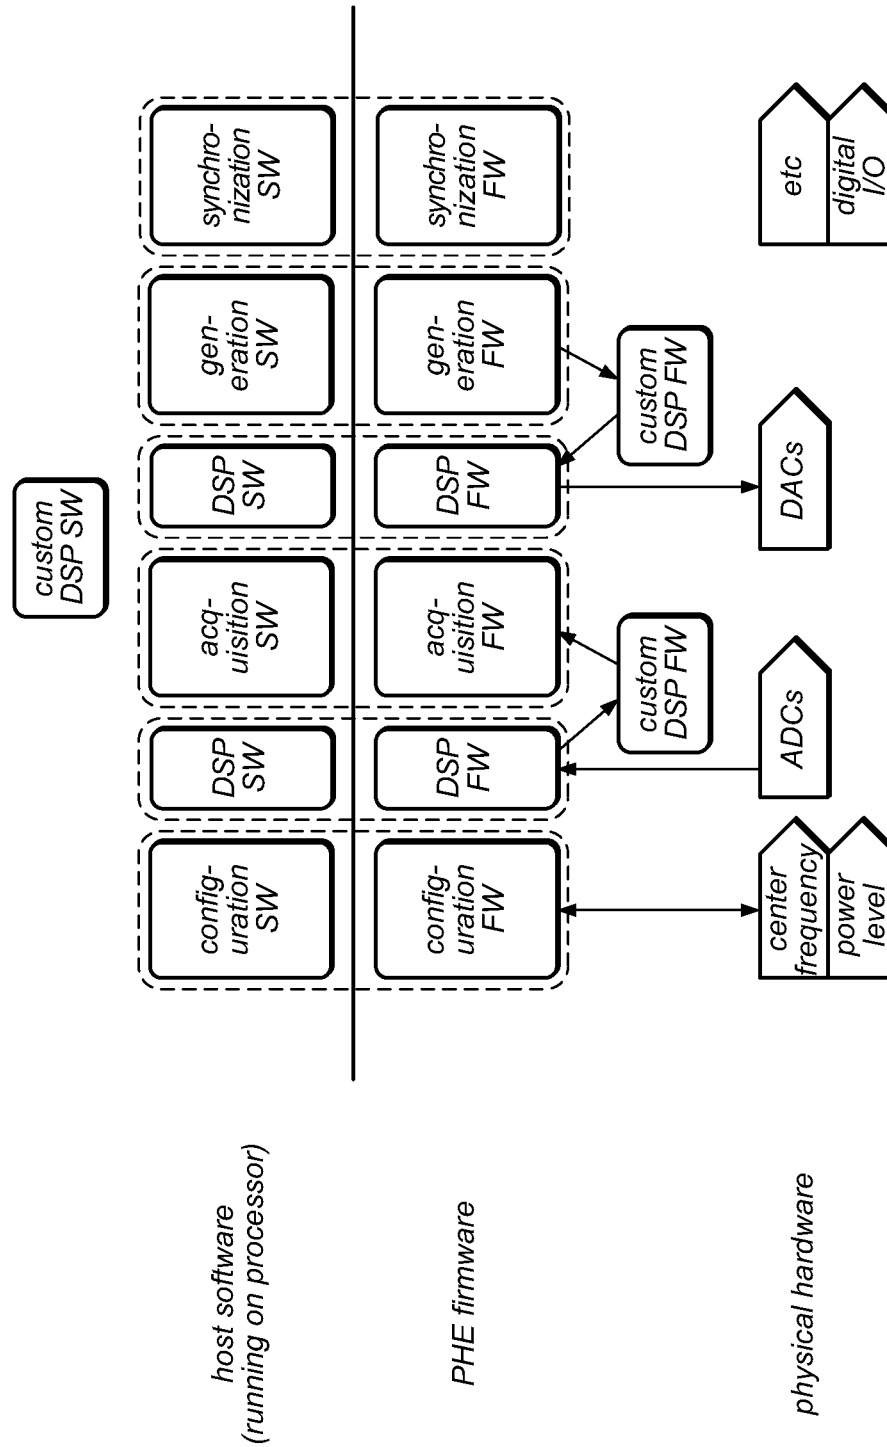 custom
DSP SW
host software
(running on processor)
config-
uration
SW
DSP
SW
acq-
uisition
SW
DSP
SW
gen-
eration
SW
synchro-
nization
SW
PHE firmware
config-
uration
FW
DSP
FW
acq-
uisition
FW
DSP
FW
gen-
eration
FW
synchro-
nization
FW
custom
DSP FW
custom
DSP FW
physical hardware
center
frequency
power
level
ADCs
DACs
etc
digital
I/O